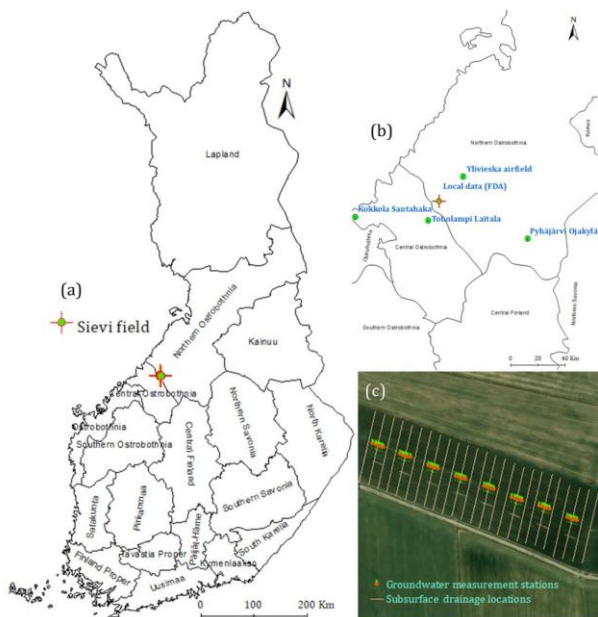 N
Lapland
(a)
Sievi field
Northern Ostrobothnia
Kainuu
Central Ostrobothnia
Ostrobothnia
Southern Ostrobothnia
Central Finland
Northern Savonia
North Karelia
Satakunta
Pirkanmaa
Southern Savonia
Päijät-Häme
South Karelia
Tavastia Proper
Kymenlaakso
Finland Proper
Uusimaa
0 100 200 Km
N
(b)
Kainuu
Northern Ostrobothnia
Ylivieska airfield
Local data (FDA)
Kokkola Santahaka
Toholampi Laitala
Pyhäjärvi Ojakylä
Ostrobothnia
Central Ostrobothnia
Northern Savonia
Central Finland
Southern Ostrobothnia
0 20 40 Km
(c)
Groundwater measurement stations
Subsurface drainage locations